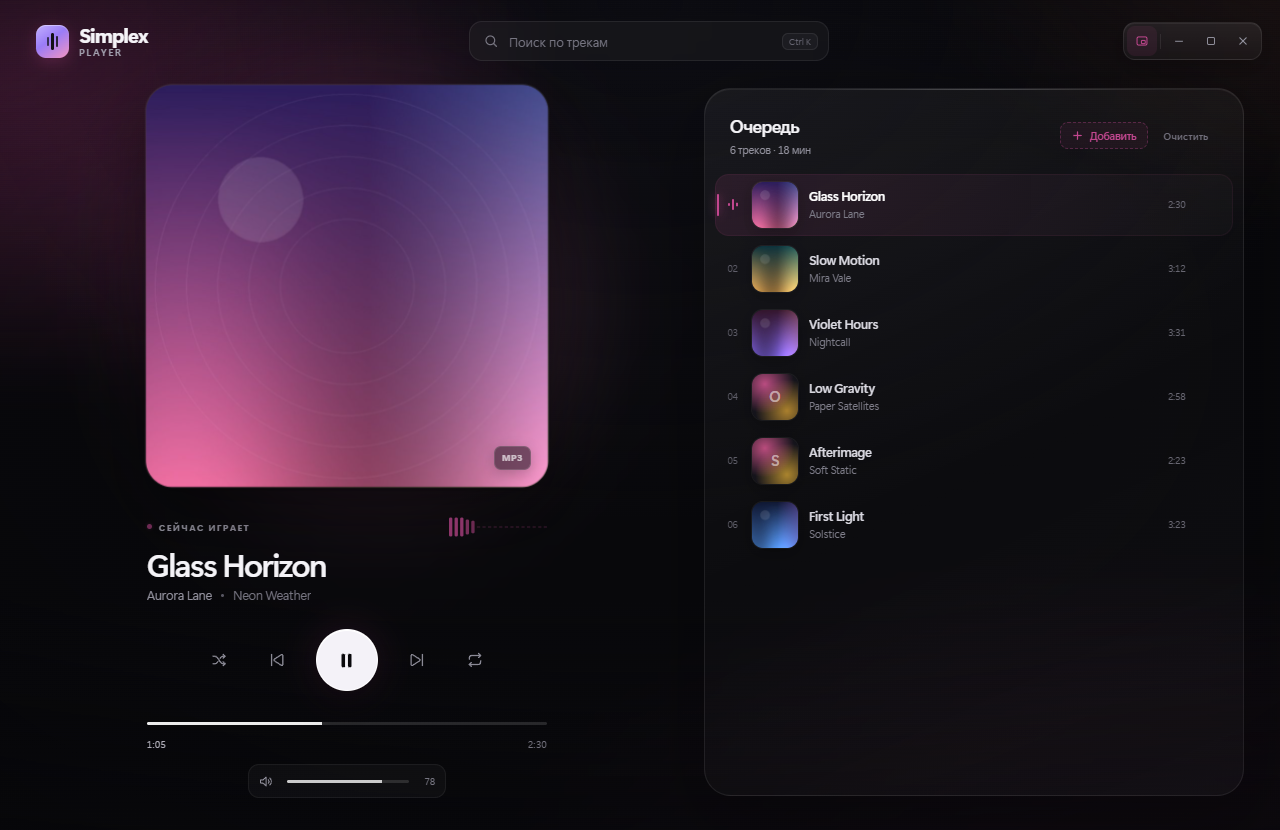 Simplex
PLAYER
Поиск по трекам
Ctrl K
MP3
СЕЙЧАС ИГРАЕТ
Glass Horizon
Aurora Lane • Neon Weather
1:05
2:30
78
Очередь
6 треков · 18 мин
Добавить
Очистить
Glass Horizon
Aurora Lane
2:30
02
Slow Motion
Mira Vale
3:12
03
Violet Hours
Nightcall
3:31
04
O
Low Gravity
Paper Satellites
2:58
05
S
Afterimage
Soft Static
2:23
06
First Light
Solstice
3:23